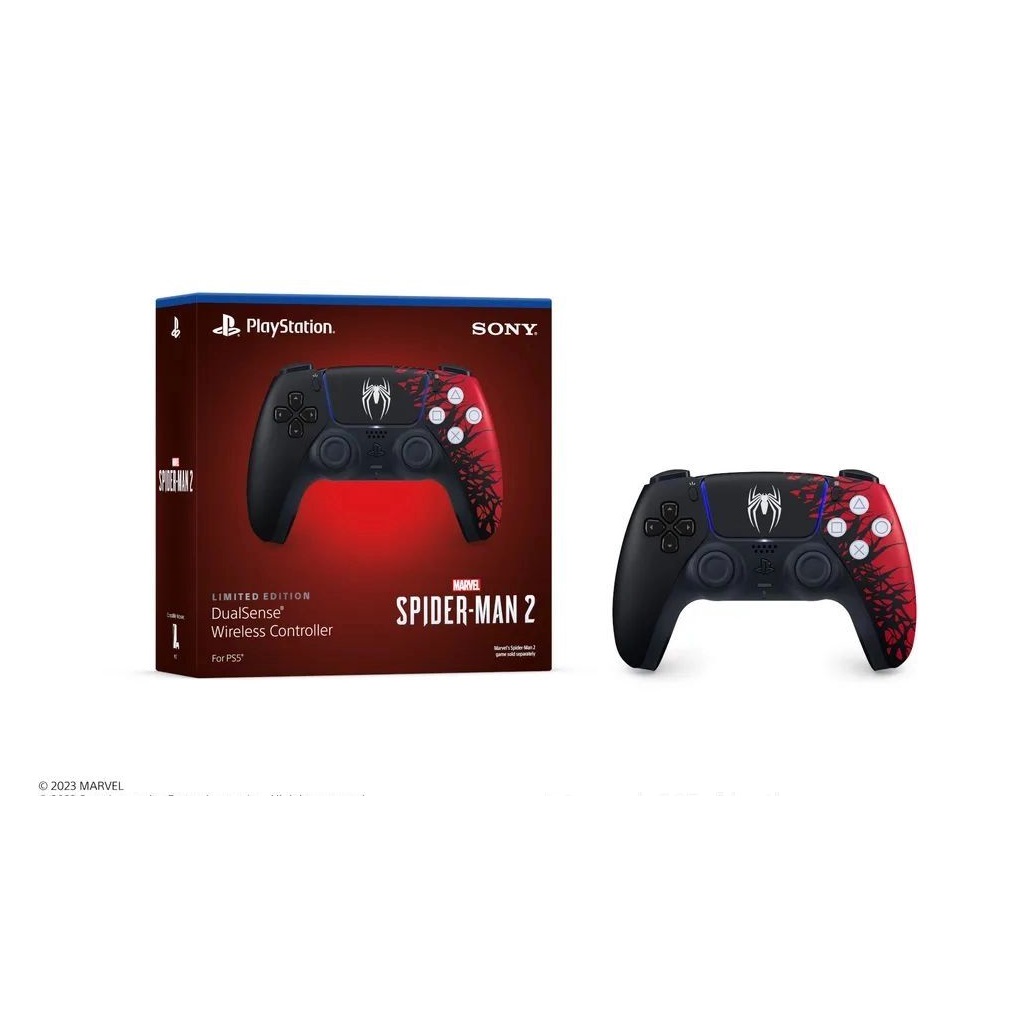 PlayStation®
SONY®
MARVEL
SPIDER-MAN 2
LIMITED EDITION
DualSense®
Wireless Controller
For PS5®
MARVEL
SPIDER-MAN 2
Marvel's Spider-Man 2
game sold separately
© 2023 MARVEL